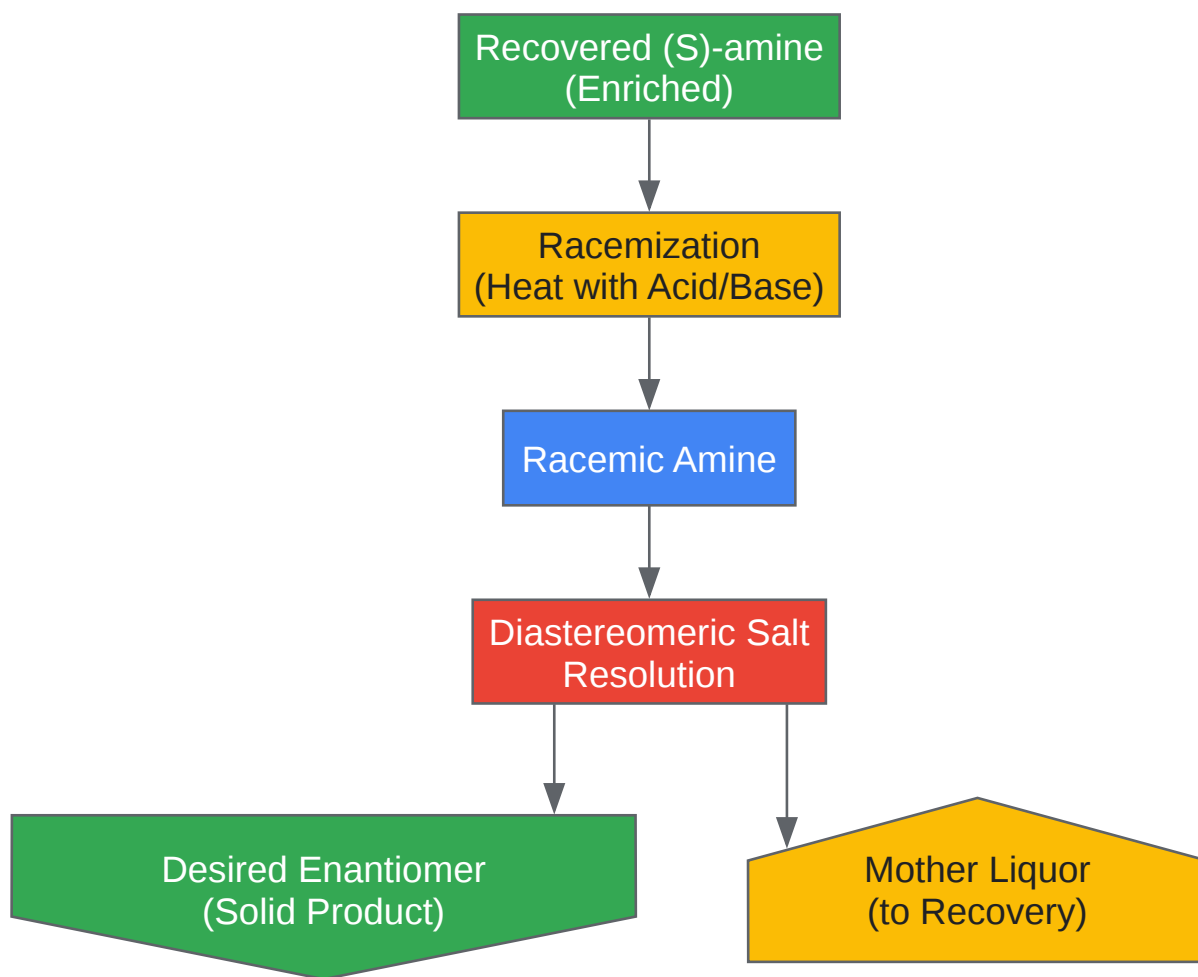 Recovered (S)-amine
(Enriched)
Racemization
(Heat with Acid/Base)
Racemic Amine
Diastereomeric Salt
Resolution
Desired Enantiomer
(Solid Product)
Mother Liquor
(to Recovery)